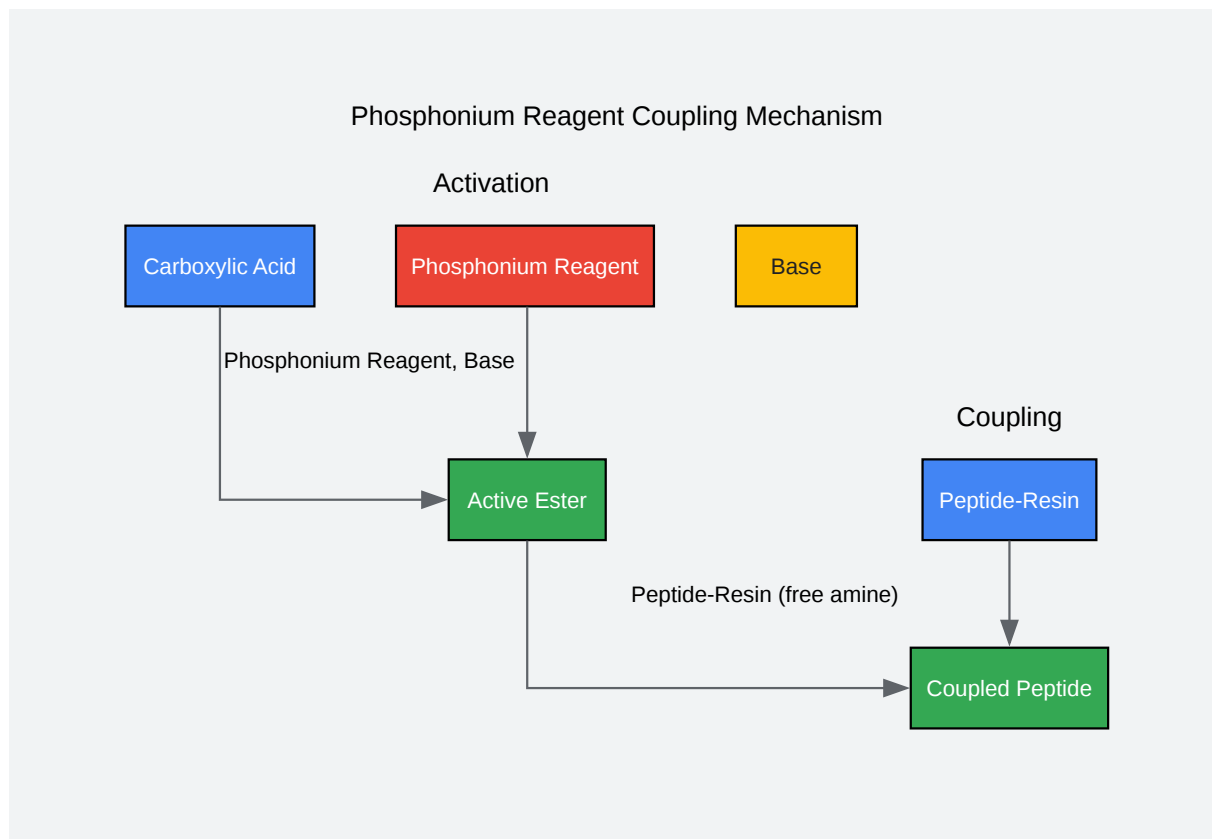 Phosphonium Reagent Coupling Mechanism
Activation
Carboxylic Acid
Phosphonium Reagent
Base
Phosphonium Reagent, Base
Coupling
Active Ester
Peptide-Resin
Peptide-Resin (free amine)
Coupled Peptide